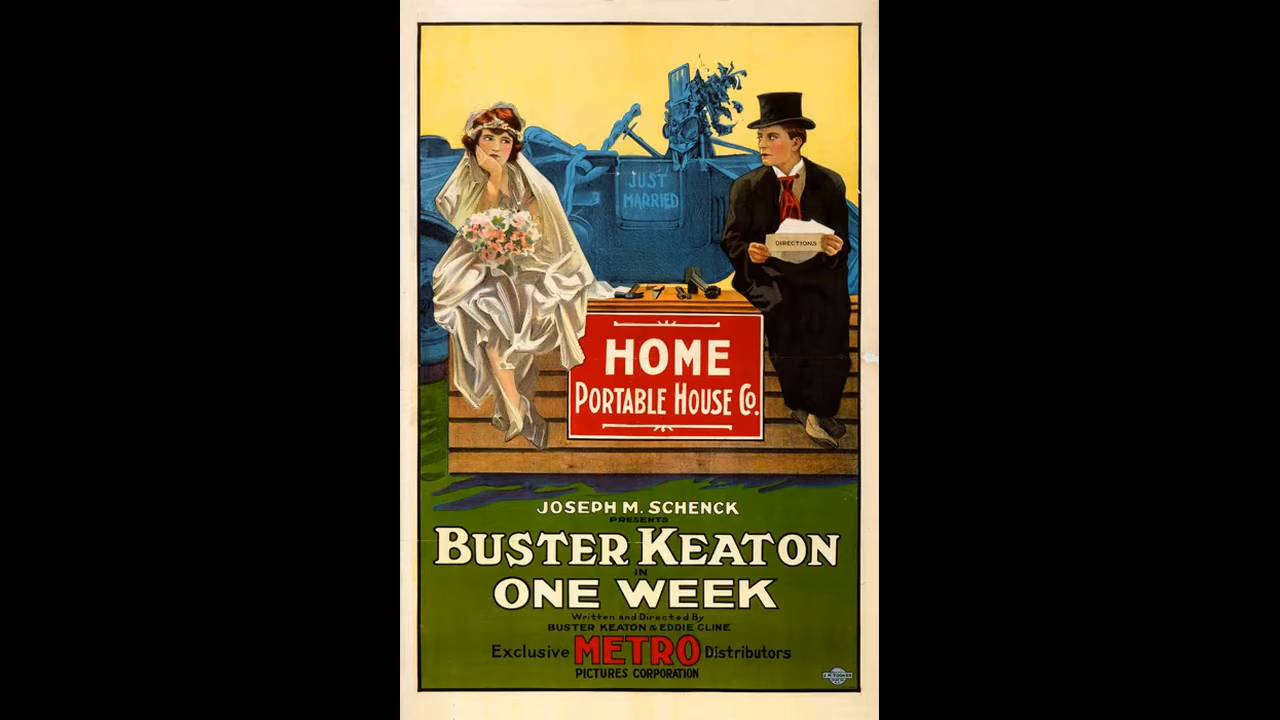 JUST
MARRIED
DIRECTIONS
HOME
PORTABLE HOUSE CO.
JOSEPH M. SCHENCK
PRESENTS
BUSTER KEATON
IN
ONE WEEK
Written and Directed By
BUSTER KEATON & EDDIE CLINE
Exclusive METRO Distributors
PICTURES CORPORATION